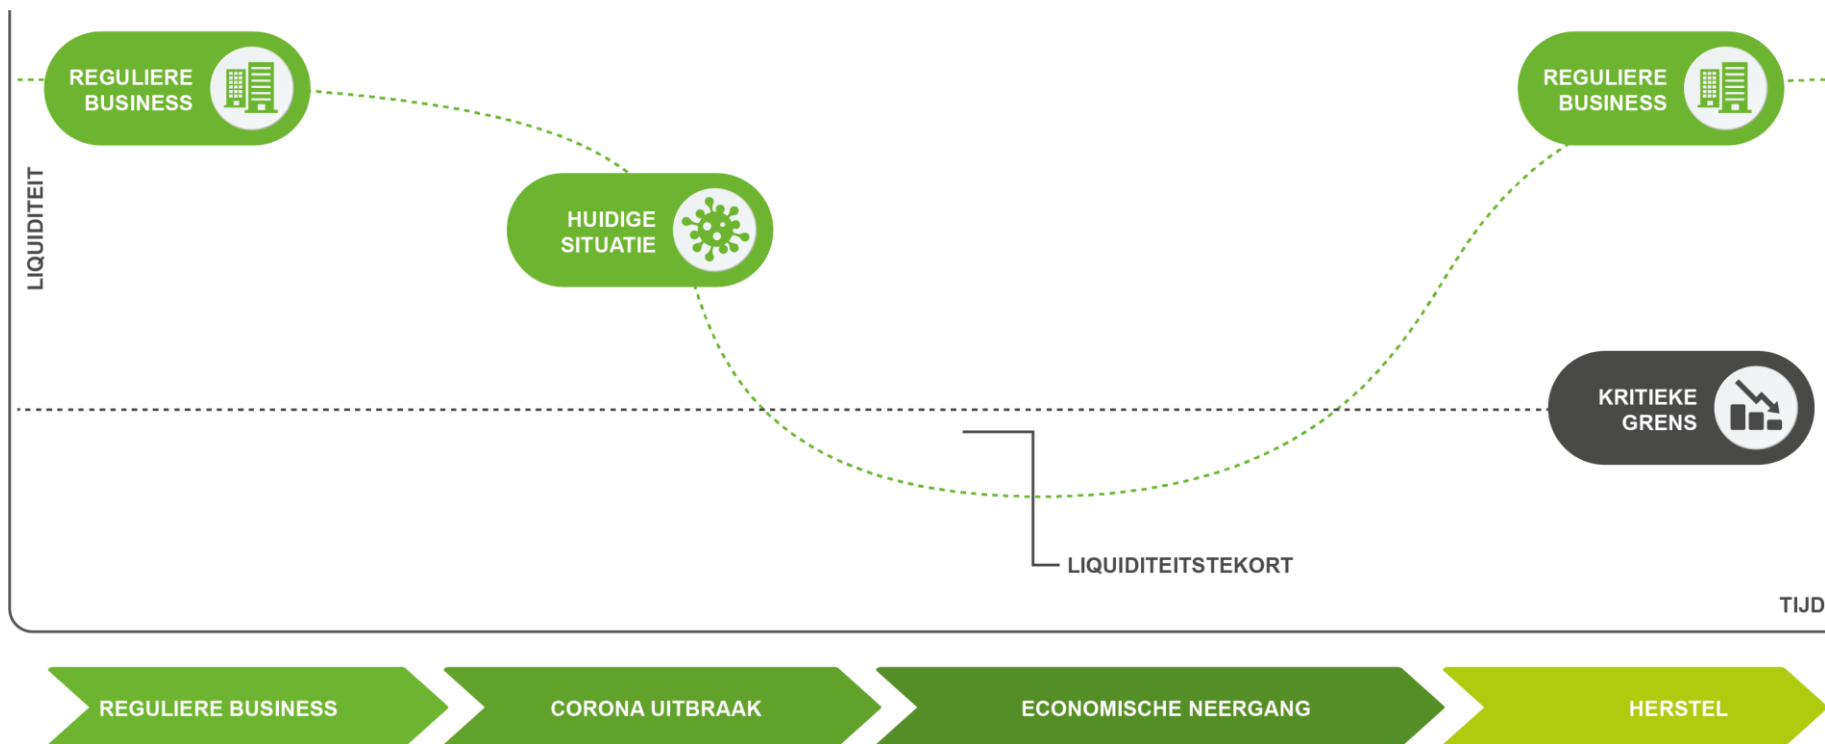 REGULIERE
BUSINESS
REGULIERE
BUSINESS
LIQUIDITEIT
HUIDIGE
SITUATIE
KRITIEKE
GRENS
LIQUIDITEITSTEKORT
TIJD
REGULIERE BUSINESS
CORONA UITBRAAK
ECONOMISCHE NEERGANG
HERSTEL